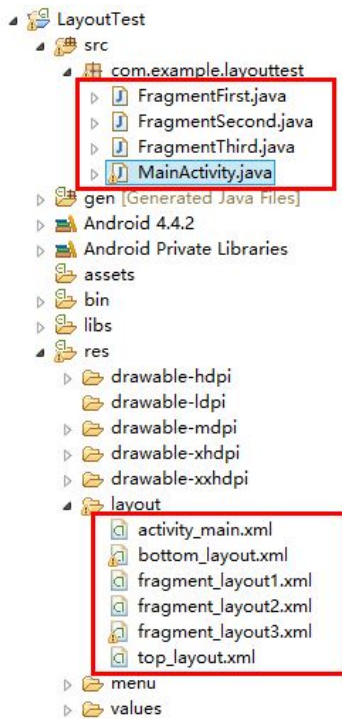 LayoutTest
src
com.example.layouttest
FragmentFirst.java
FragmentSecond.java
FragmentThird.java
MainActivity.java
gen [Generated Java Files]
Android 4.4.2
Android Private Libraries
assets
bin
libs
res
drawable-hdpi
drawable-ldpi
drawable-mdpi
drawable-xhdpi
drawable-xxhdpi
layout
activity_main.xml
bottom_layout.xml
fragment_layout1.xml
fragment_layout2.xml
fragment_layout3.xml
top_layout.xml
menu
values